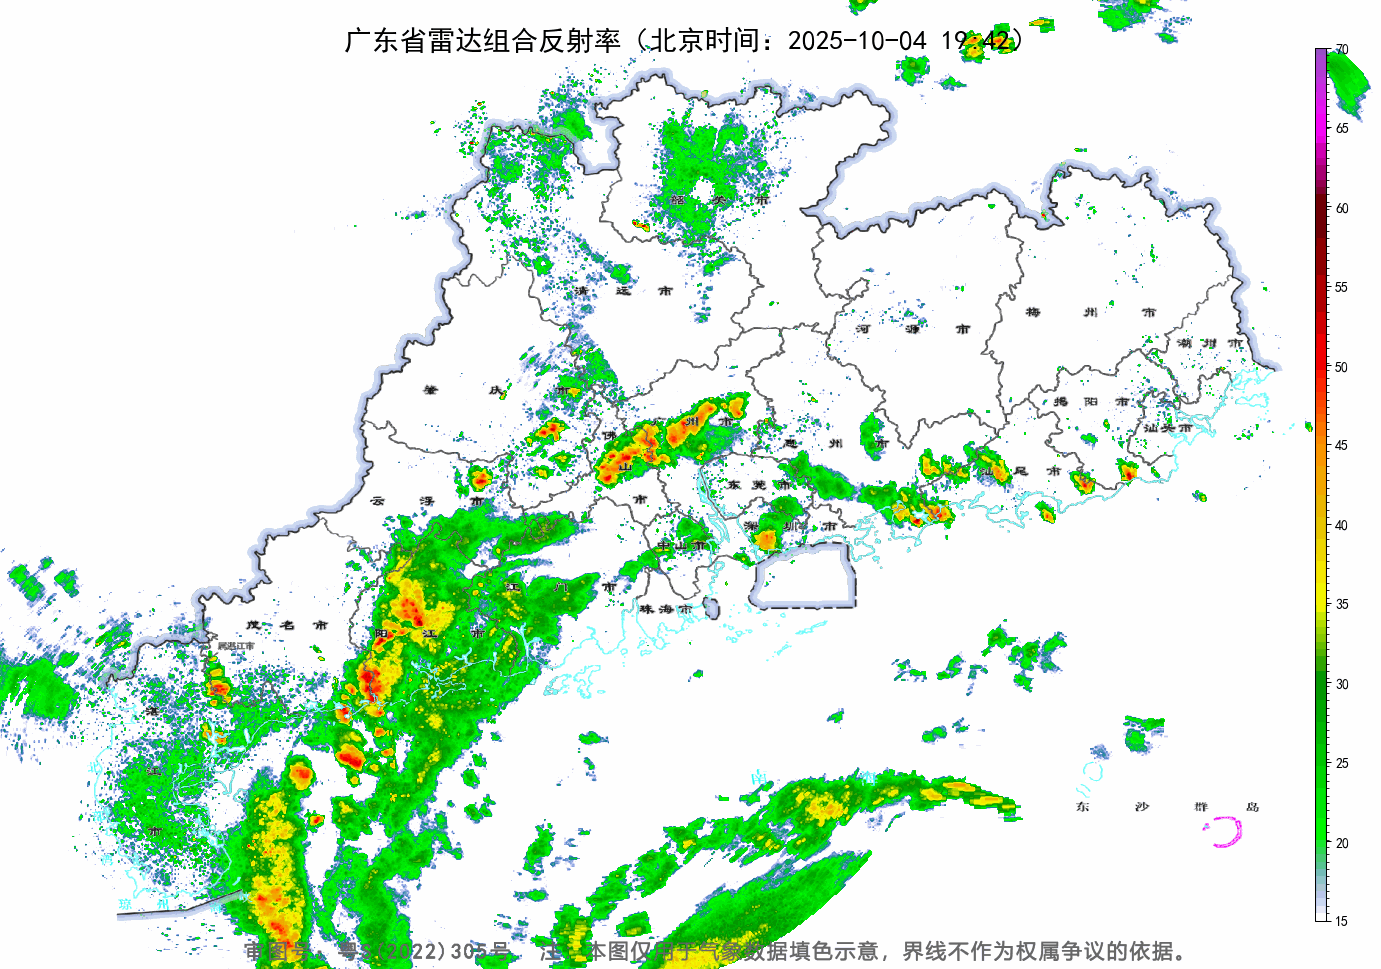 广东省雷达组合反射率（北京时间：2025-10-04 19:42）
70
65
60
55
50
45
40
35
30
25
20
15
韶 关 市
清 远 市
河 源 市
梅 州 市
潮 州 市
肇 庆 市
揭 阳 市
汕头市
广 州 市
惠 州 市
佛 山 市
汕 尾 市
东 莞 市
云 浮 市
深 圳 市
中山市
江 门 市
珠海市
茂 名 市
阳 江 市
属湛江市
湛 江 市
南 海
东 沙 群 岛
琼 州
审图号：粤S(2022)305号 注：本图仅用于气象数据填色示意，界线不作为权属争议的依据。